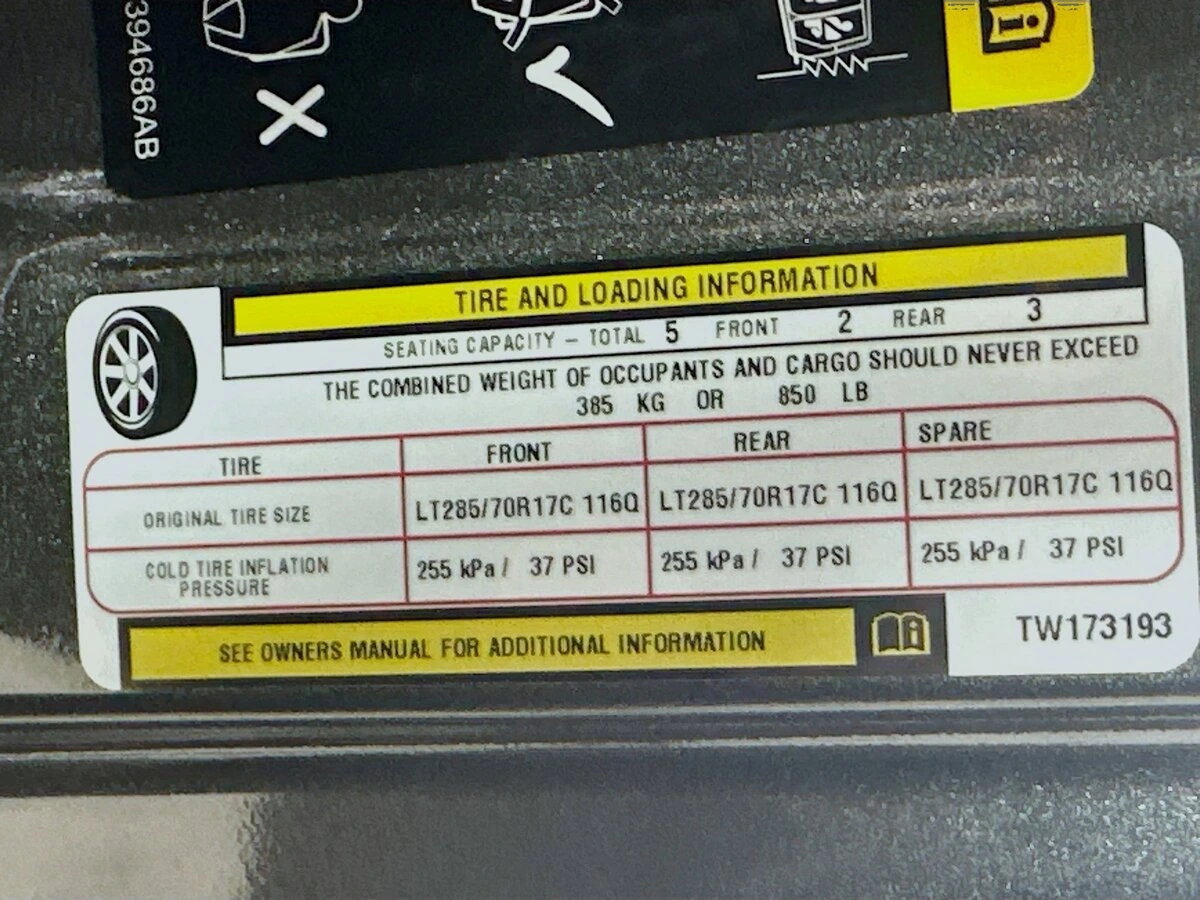 394686AB
TIRE AND LOADING INFORMATION
SEATING CAPACITY – TOTAL 5 FRONT 2 REAR 3
THE COMBINED WEIGHT OF OCCUPANTS AND CARGO SHOULD NEVER EXCEED
385 KG OR 850 LB
TIRE FRONT REAR SPARE
ORIGINAL TIRE SIZE LT285/70R17C 116Q LT285/70R17C 116Q LT285/70R17C 116Q
COLD TIRE INFLATION
PRESSURE 255 kPa / 37 PSI 255 kPa / 37 PSI 255 kPa / 37 PSI
SEE OWNERS MANUAL FOR ADDITIONAL INFORMATION
TW173193